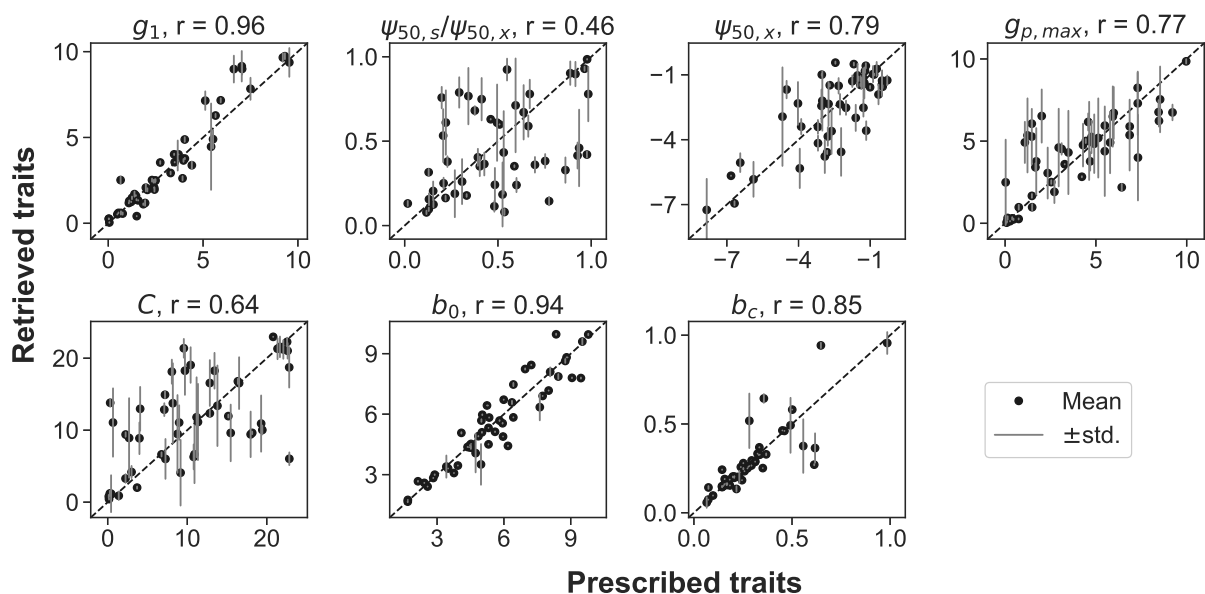 g₁, r = 0.96
ψ₅₀,ₛ/ψ₅₀,ₓ, r = 0.46
ψ₅₀,ₓ, r = 0.79
gₚ,ₘₐₓ, r = 0.77
10
5
0
0 5 10
1.0
0.5
0.0
0.0 0.5 1.0
−1
−4
−7
−7 −4 −1
10
5
0
0 5 10
Retrieved traits
C, r = 0.64
b₀, r = 0.94
b_c, r = 0.85
20
10
0
0 10 20
9
6
3
3 6 9
1.0
0.5
0.0
0.0 0.5 1.0
Mean
±std.
Prescribed traits